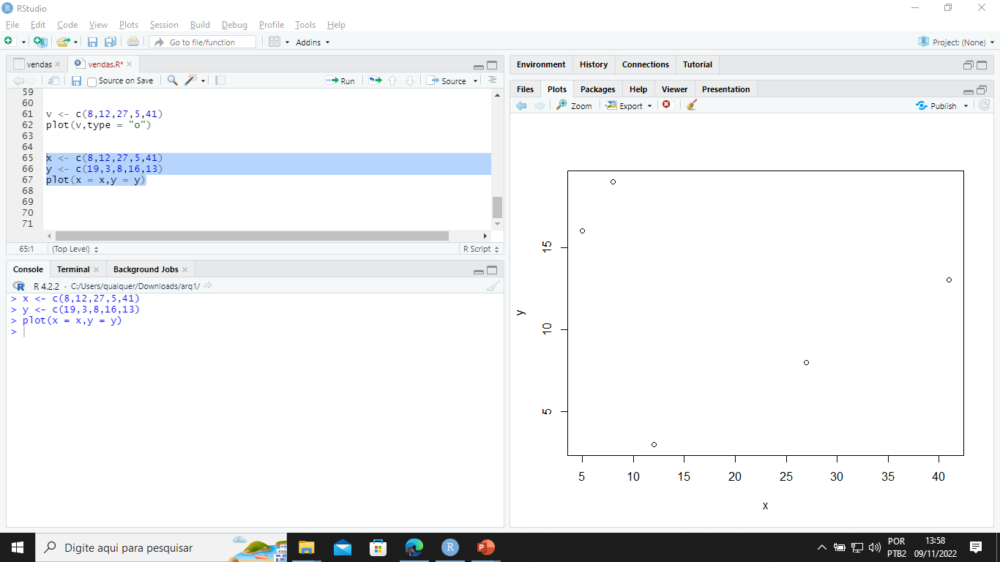 RStudio
File Edit Code View Plots Session Build Debug Profile Tools Help
Go to file/function Addins Project: (None)
vendas vendas.R*
Source on Save Run Source
59
60
61 v <- c(8,12,27,5,41)
62 plot(v,type = "o")
63
64
65 x <- c(8,12,27,5,41)
66 y <- c(19,3,8,16,13)
67 plot(x = x,y = y)
68
69
70
71
65:1 (Top Level) R Script
Console Terminal Background Jobs
R 4.2.2 · C:/Users/qualquer/Downloads/arq1/
> x <- c(8,12,27,5,41)
> y <- c(19,3,8,16,13)
> plot(x = x,y = y)
>
Environment History Connections Tutorial
Files Plots Packages Help Viewer Presentation
Zoom Export Publish
15
10
5
y
5 10 15 20 25 30 35 40
x
Digite aqui para pesquisar
POR
PTB2
13:58
09/11/2022